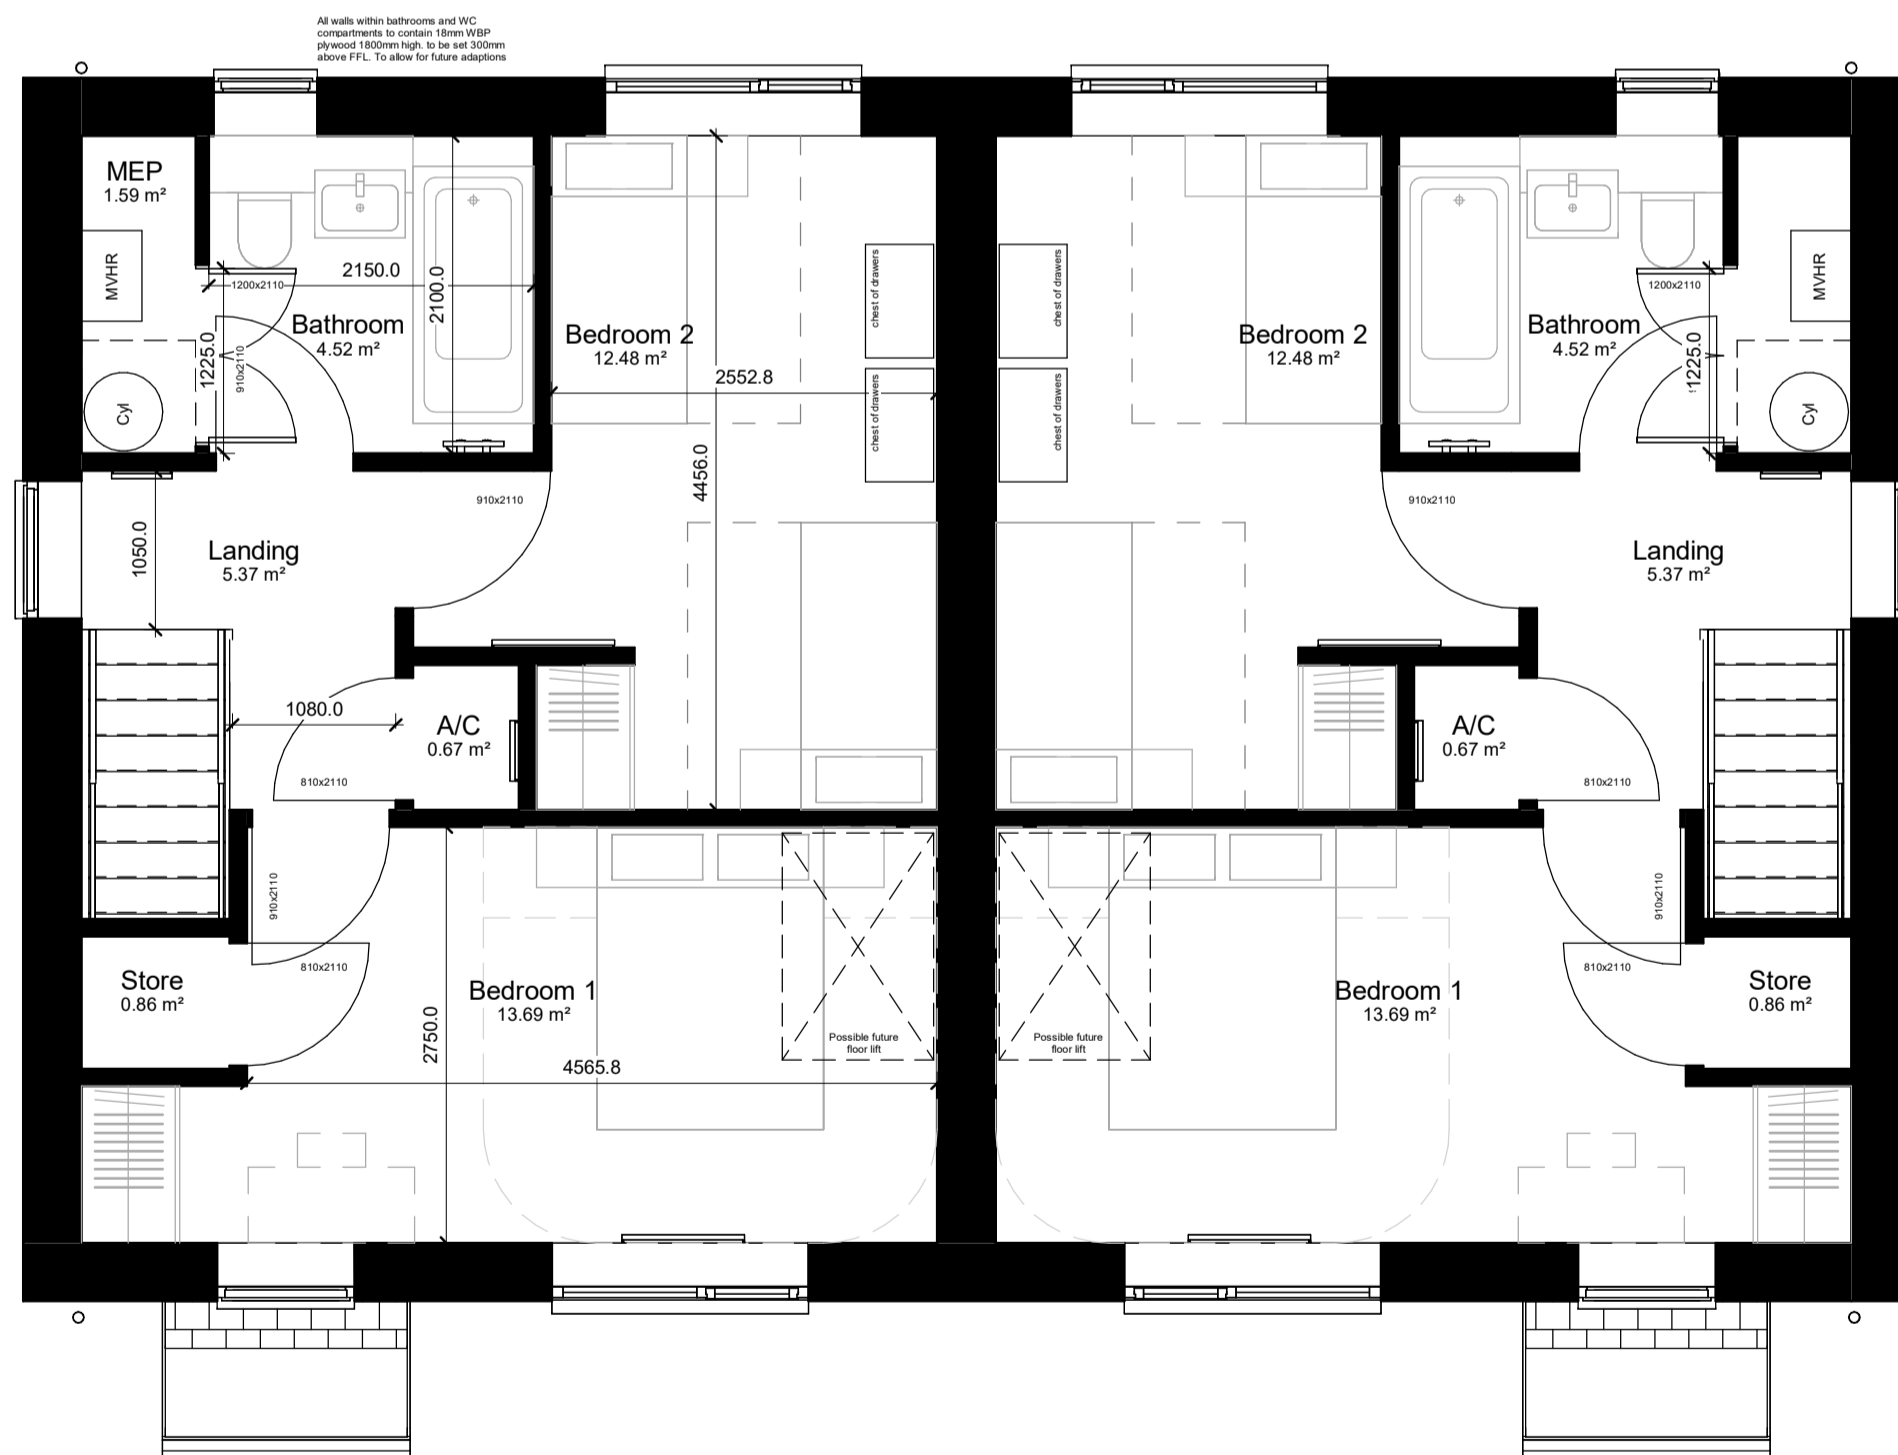 All walls within bathrooms and WC
compartments to contain 18mm WBP
plywood 1800mm high. to be set 300mm
above FFL. To allow for future adaptions
MEP
1.59 m²
MVHR
Cyl
1200x2110
2150.0
2100.0
Bathroom
4.52 m²
1225.0
910x2110
Bedroom 2
12.48 m²
2552.8
4456.0
chest of drawers
chest of drawers
910x2110
Landing
5.37 m²
1050.0
1080.0
A/C
0.67 m²
810x2110
910x2110
810x2110
Store
0.86 m²
Bedroom 1
13.69 m²
2750.0
4565.8
Possible future
floor lift
chest of drawers
chest of drawers
Bedroom 2
12.48 m²
Bathroom
4.52 m²
1200x2110
1225.0
MVHR
Cyl
910x2110
Landing
5.37 m²
A/C
0.67 m²
810x2110
910x2110
810x2110
Possible future
floor lift
Bedroom 1
13.69 m²
Store
0.86 m²